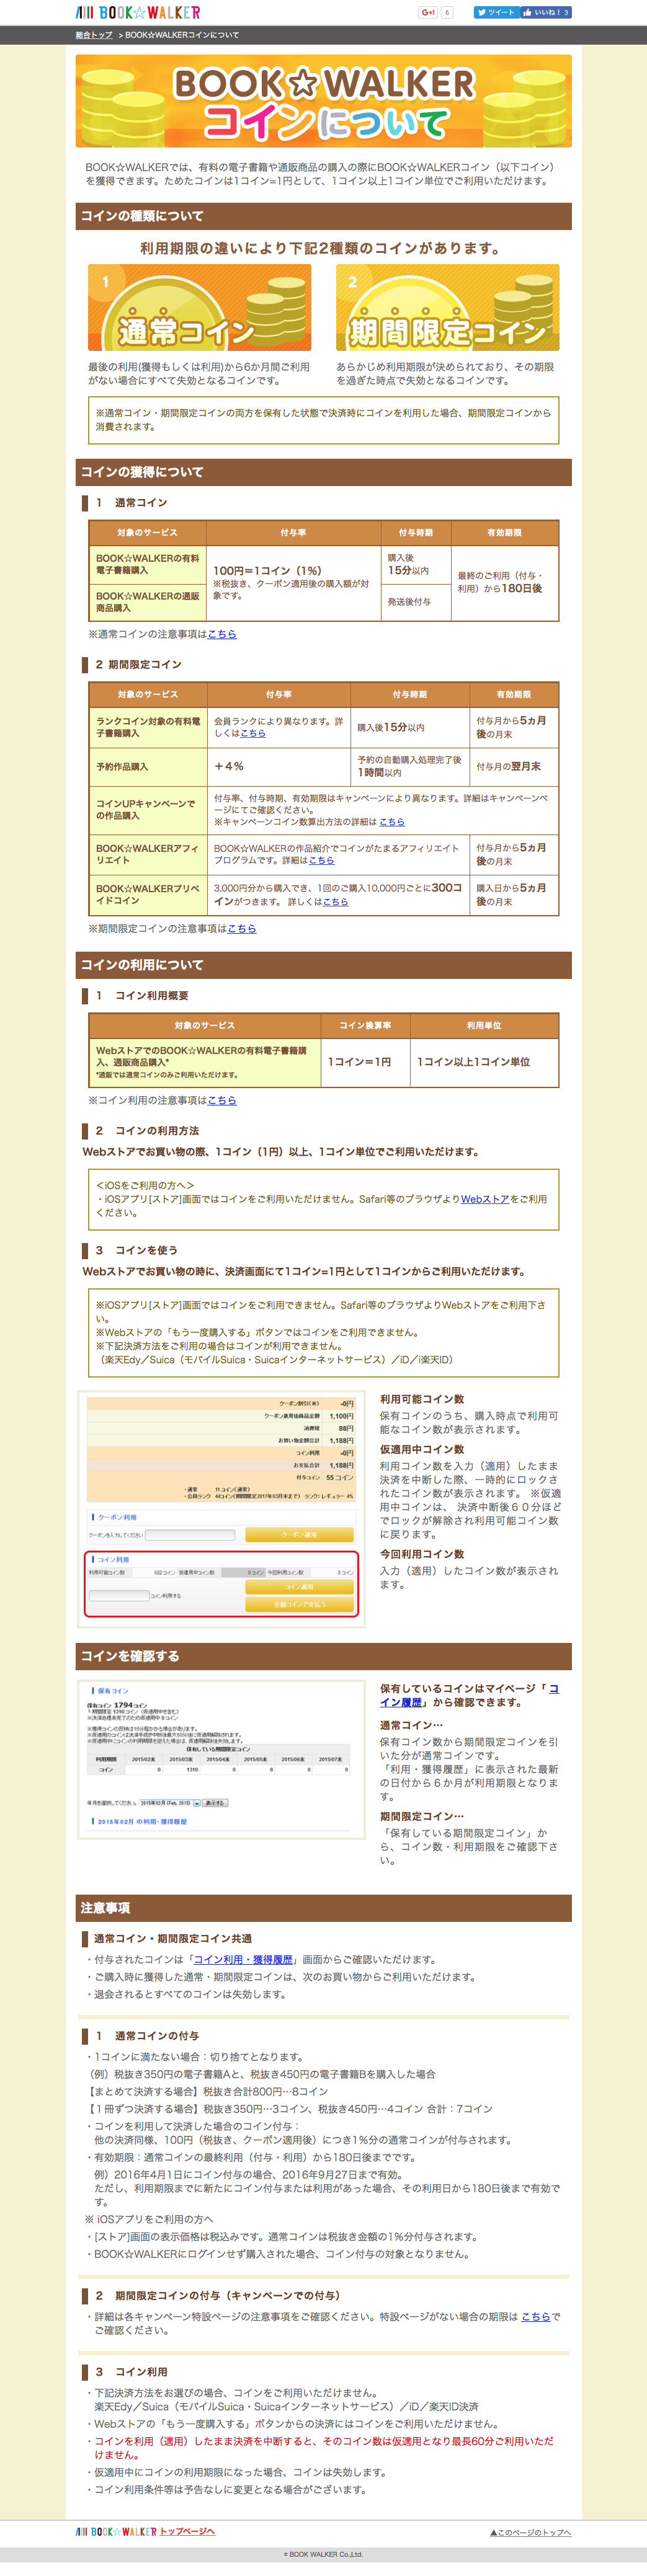 BOOK☆WALKER
G+1 6 ツイート いいね！ 3
総合トップ > BOOK☆WALKERコインについて
BOOK☆WALKER
コインについて
BOOK☆WALKERでは、有料の電子書籍や通販商品の購入の際にBOOK☆WALKERコイン（以下コイン）
を獲得できます。ためたコインは1コイン=1円として、1コイン以上1コイン単位でご利用いただけます。
コインの種類について
利用期限の違いにより下記2種類のコインがあります。
1 通常コイン
2 期間限定コイン
最後の利用(獲得もしくは利用)から6か月間ご利用
がない場合にすべて失効となるコインです。
あらかじめ利用期限が決められており、その期限
を過ぎた時点で失効となるコインです。
※通常コイン・期間限定コインの両方を保有した状態で決済時にコインを利用した場合、期間限定コインから
消費されます。
コインの獲得について
1 通常コイン
対象のサービス 付与率 付与時期 有効期限
BOOK☆WALKERの有料
電子書籍購入
BOOK☆WALKERの通販
商品購入
100円＝1コイン（1％）
※税抜き、クーポン適用後の購入額が対
象です。
購入後
15分以内
発送後付与
最終のご利用（付与・
利用）から180日後
※通常コインの注意事項はこちら
2 期間限定コイン
対象のサービス 付与率 付与時期 有効期限
ランクコイン対象の有料電
子書籍購入
会員ランクにより異なります。詳
しくはこちら
購入後15分以内
付与月から5ヵ月
後の月末
予約作品購入
＋４％
予約の自動購入処理完了後
1時間以内
付与月の翌月末
コインUPキャンペーンで
の作品購入
付与率、付与時期、有効期限はキャンペーンにより異なります。詳細はキャンペーンペ
ージにてご確認ください。
※キャンペーンコイン数算出方法の詳細は こちら
BOOK☆WALKERアフィ
リエイト
BOOK☆WALKERの作品紹介でコインがたまるアフィリエイト
プログラムです。詳細はこちら
付与月から5ヵ月
後の月末
BOOK☆WALKERプリペ
イドコイン
3,000円分から購入でき、1回のご購入10,000円ごとに300コ
インがつきます。 詳しくはこちら
購入日から5ヵ月
後の月末
※期間限定コインの注意事項はこちら
コインの利用について
1 コイン利用概要
対象のサービス コイン換算率 利用単位
WebストアでのBOOK☆WALKERの有料電子書籍購
入、通販商品購入*
*通販では通常コインのみご利用いただけます。
1コイン＝1円
1コイン以上1コイン単位
※コイン利用の注意事項はこちら
2 コインの利用方法
Webストアでお買い物の際、1コイン（1円）以上、1コイン単位でご利用いただけます。
＜iOSをご利用の方へ＞
・iOSアプリ[ストア]画面ではコインをご利用いただけません。Safari等のブラウザよりWebストアをご利用
ください。
3 コインを使う
Webストアでお買い物の時に、決済画面にて1コイン=1円として1コインからご利用いただけます。
※iOSアプリ[ストア]画面ではコインをご利用できません。Safari等のブラウザよりWebストアをご利用下さ
い。
※Webストアの「もう一度購入する」ボタンではコインをご利用できません。
※下記決済方法をご利用の場合はコインが利用できません。
（楽天Edy／Suica（モバイルSuica・Suicaインターネットサービス）／iD／i楽天ID）
クーポン割引(※) -0円
クーポン適用後商品金額 1,100円
消費税 88円
お買い物金額合計 1,188円
コイン利用 -0円
お支払合計 1,188円
付与コイン 55 コイン
・通常 11コイン
・会員ランク 44コイン(期間限定2017年03月末まで) ランク：レギュラー 4%
クーポン利用
クーポンを入力してください クーポン適用
コイン利用
利用可能コイン数 502コイン 仮適用中コイン数 0コイン 今回利用コイン数 0コイン
コイン利用する コイン適用
全額コインで支払う
利用可能コイン数
保有コインのうち、購入時点で利用可
能なコイン数が表示されます。
仮適用中コイン数
利用コイン数を入力（適用）したまま
決済を中断した際、一時的にロックさ
れたコイン数が表示されます。 ※仮適
用中コインは、 決済中断後６０分ほど
でロックが解除され利用可能コイン数
に戻ります。
今回利用コイン数
入力（適用）したコイン数が表示され
ます。
コインを確認する
保有コイン
保有コイン 1794コイン
└期間限定 1310コイン （仮適用中を含む）
※決済処理未完了のため仮適用中 0コイン
※獲得コインの反映は15分程かかる場合があります。
保有している期間限定コイン
利用期限 2015/02末 2015/03末 2015/04末 2015/05末 2015/06末 2015/07末
コイン 0 1310 0 0 0 0
年月を選択してください。 2015年02月 (Feb, 2015) 表示する
2015年02月 の利用・獲得履歴
保有しているコインはマイページ「 コ
イン履歴」から確認できます。
通常コイン…
保有コイン数から期間限定コインを引
いた分が通常コインです。
「利用・獲得履歴」に表示された最新
の日付から６か月が利用期限となりま
す。
期間限定コイン…
「保有している期間限定コイン」か
ら、コイン数・利用期限をご確認下さ
い。
注意事項
通常コイン・期間限定コイン共通
・付与されたコインは「コイン利用・獲得履歴」画面からご確認いただけます。
・ご購入時に獲得した通常・期間限定コインは、次のお買い物からご利用いただけます。
・退会されるとすべてのコインは失効します。
1 通常コインの付与
・1コインに満たない場合：切り捨てとなります。
（例）税抜き350円の電子書籍Aと、税抜き450円の電子書籍Bを購入した場合
【まとめて決済する場合】税抜き合計800円…8コイン
【１冊ずつ決済する場合】税抜き350円…3コイン、税抜き450円…4コイン 合計：7コイン
・コインを利用して決済した場合のコイン付与：
他の決済同様、100円（税抜き、クーポン適用後）につき1％分の通常コインが付与されます。
・有効期限：通常コインの最終利用（付与・利用）から180日後までです。
例）2016年4月1日にコイン付与の場合、2016年9月27日まで有効。
ただし、利用期限までに新たにコイン付与または利用があった場合、その利用日から180日後まで有効で
す。
※ iOSアプリをご利用の方へ
・[ストア]画面の表示価格は税込みです。通常コインは税抜き金額の1％分付与されます。
・BOOK☆WALKERにログインせず購入された場合、コイン付与の対象となりません。
2 期間限定コインの付与（キャンペーンでの付与）
・詳細は各キャンペーン特設ページの注意事項をご確認ください。特設ページがない場合の期限は こちらで
ご確認ください。
3 コイン利用
・下記決済方法をお選びの場合、コインをご利用いただけません。
楽天Edy／Suica（モバイルSuica・Suicaインターネットサービス）／iD／楽天ID決済
・Webストアの「もう一度購入する」ボタンからの決済にはコインをご利用いただけません。
・コインを利用（適用）したまま決済を中断すると、そのコイン数は仮適用となり最長60分ご利用いただ
けません。
・仮適用中にコインの利用期限になった場合、コインは失効します。
・コイン利用条件等は予告なしに変更となる場合がございます。
BOOK☆WALKER トップページへ
▲このページのトップへ
© BOOK WALKER Co.,Ltd.